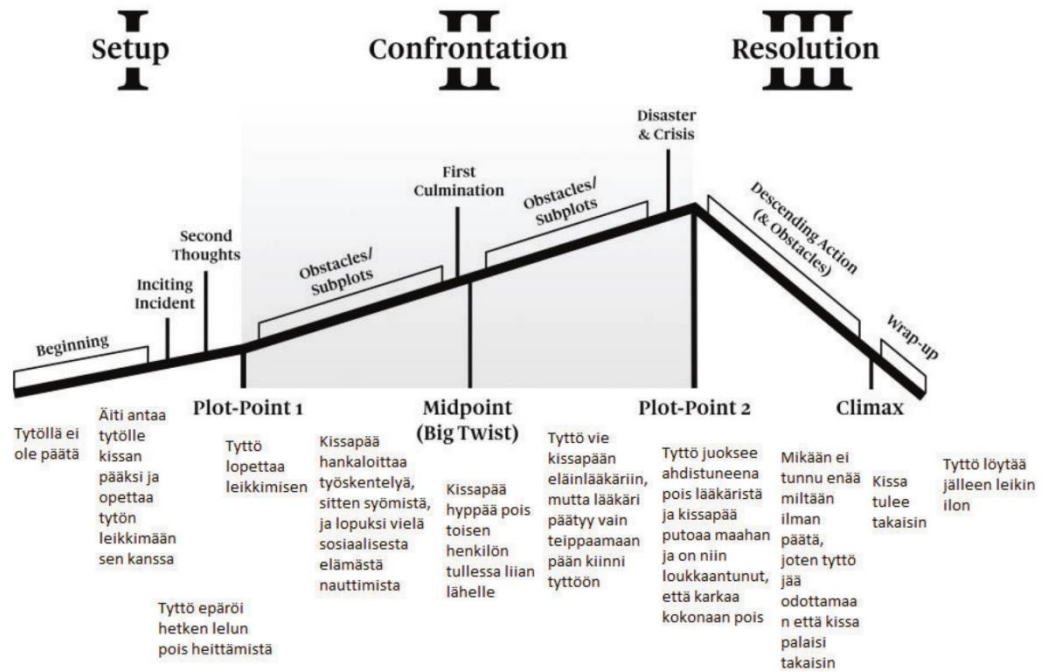 I
Setup
II
Confrontation
III
Resolution
Beginning
Inciting
Incident
Second
Thoughts
Obstacles/
Subplots
First
Culmination
Obstacles/
Subplots
Disaster
& Crisis
Descending Action
(& Obstacles)
Wrap-up
Plot-Point 1
Midpoint
(Big Twist)
Plot-Point 2
Climax
Tytöllä ei
ole päätä
Äiti antaa
tytölle
kissan
pääksi ja
opettaa
tytön
leikkimään
sen kanssa
Tyttö epäröi
hetken lelun
pois heittämistä
Tyttö
lopettaa
leikkimisen
Kissapää
hankaloittaa
työskentelyä,
sitten syömistä,
ja lopuksi vielä
sosiaalisesta
elämästä
nauttimista
Kissapää
hyppää pois
toisen
henkilön
tullessa liian
lähelle
Tyttö vie
kissapään
eläinlääkäriin,
mutta lääkäri
päätyy vain
teippaamaan
pään kiinni
tyttöön
Tyttö juoksee
ahdistuneena
pois lääkäristä
ja kissapää
putoaa maahan
ja on niin
loukkaantunut,
että karkaa
kokonaan pois
Mikään ei
tunnu enää
miltään
ilman
päätä,
joten tyttö
jää
odottamaa
n että kissa
palaisi
takaisin
Kissa
tulee
takaisin
Tyttö löytää
jälleen leikin
ilon